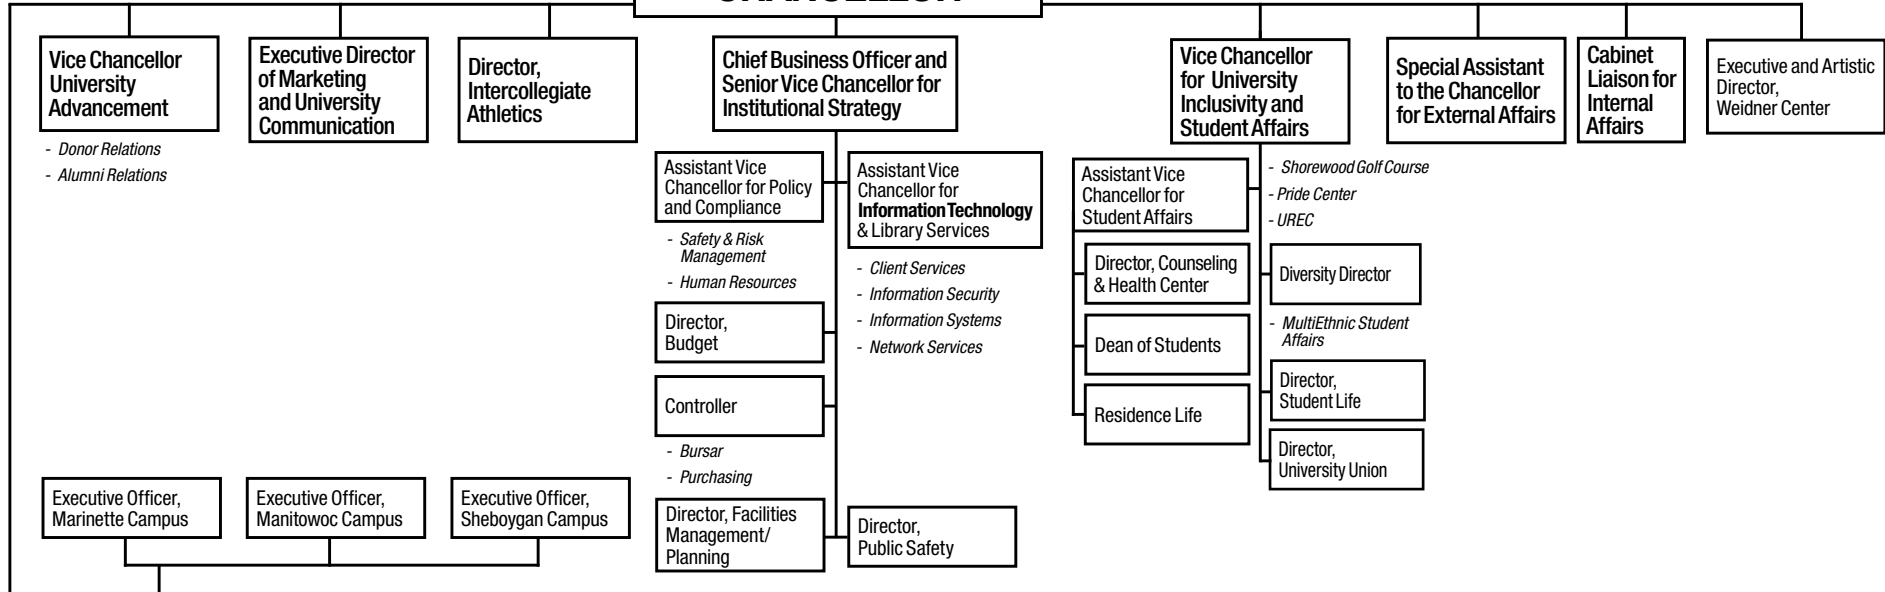 Vice Chancellor
University
Advancement
- Donor Relations
- Alumni Relations
Executive Director
of Marketing
and University
Communication
Director,
Intercollegiate
Athletics
Chief Business Officer and
Senior Vice Chancellor for
Institutional Strategy
Assistant Vice
Chancellor for Policy
and Compliance
- Safety & Risk
Management
- Human Resources
Assistant Vice
Chancellor for
Information Technology
& Library Services
- Client Services
- Information Security
- Information Systems
- Network Services
Director,
Budget
Controller
- Bursar
- Purchasing
Director, Facilities
Management/
Planning
Director,
Public Safety
Vice Chancellor
for University
Inclusivity and
Student Affairs
Assistant Vice
Chancellor for
Student Affairs
Director, Counseling
& Health Center
Dean of Students
Residence Life
- Shorewood Golf Course
- Pride Center
- UREC
Diversity Director
- MultiEthnic Student
Affairs
Director,
Student Life
Director,
University Union
Special Assistant
to the Chancellor
for External Affairs
Cabinet
Liaison for
Internal
Affairs
Executive and Artistic
Director,
Weidner Center
Executive Officer,
Marinette Campus
Executive Officer,
Manitowoc Campus
Executive Officer,
Sheboygan Campus